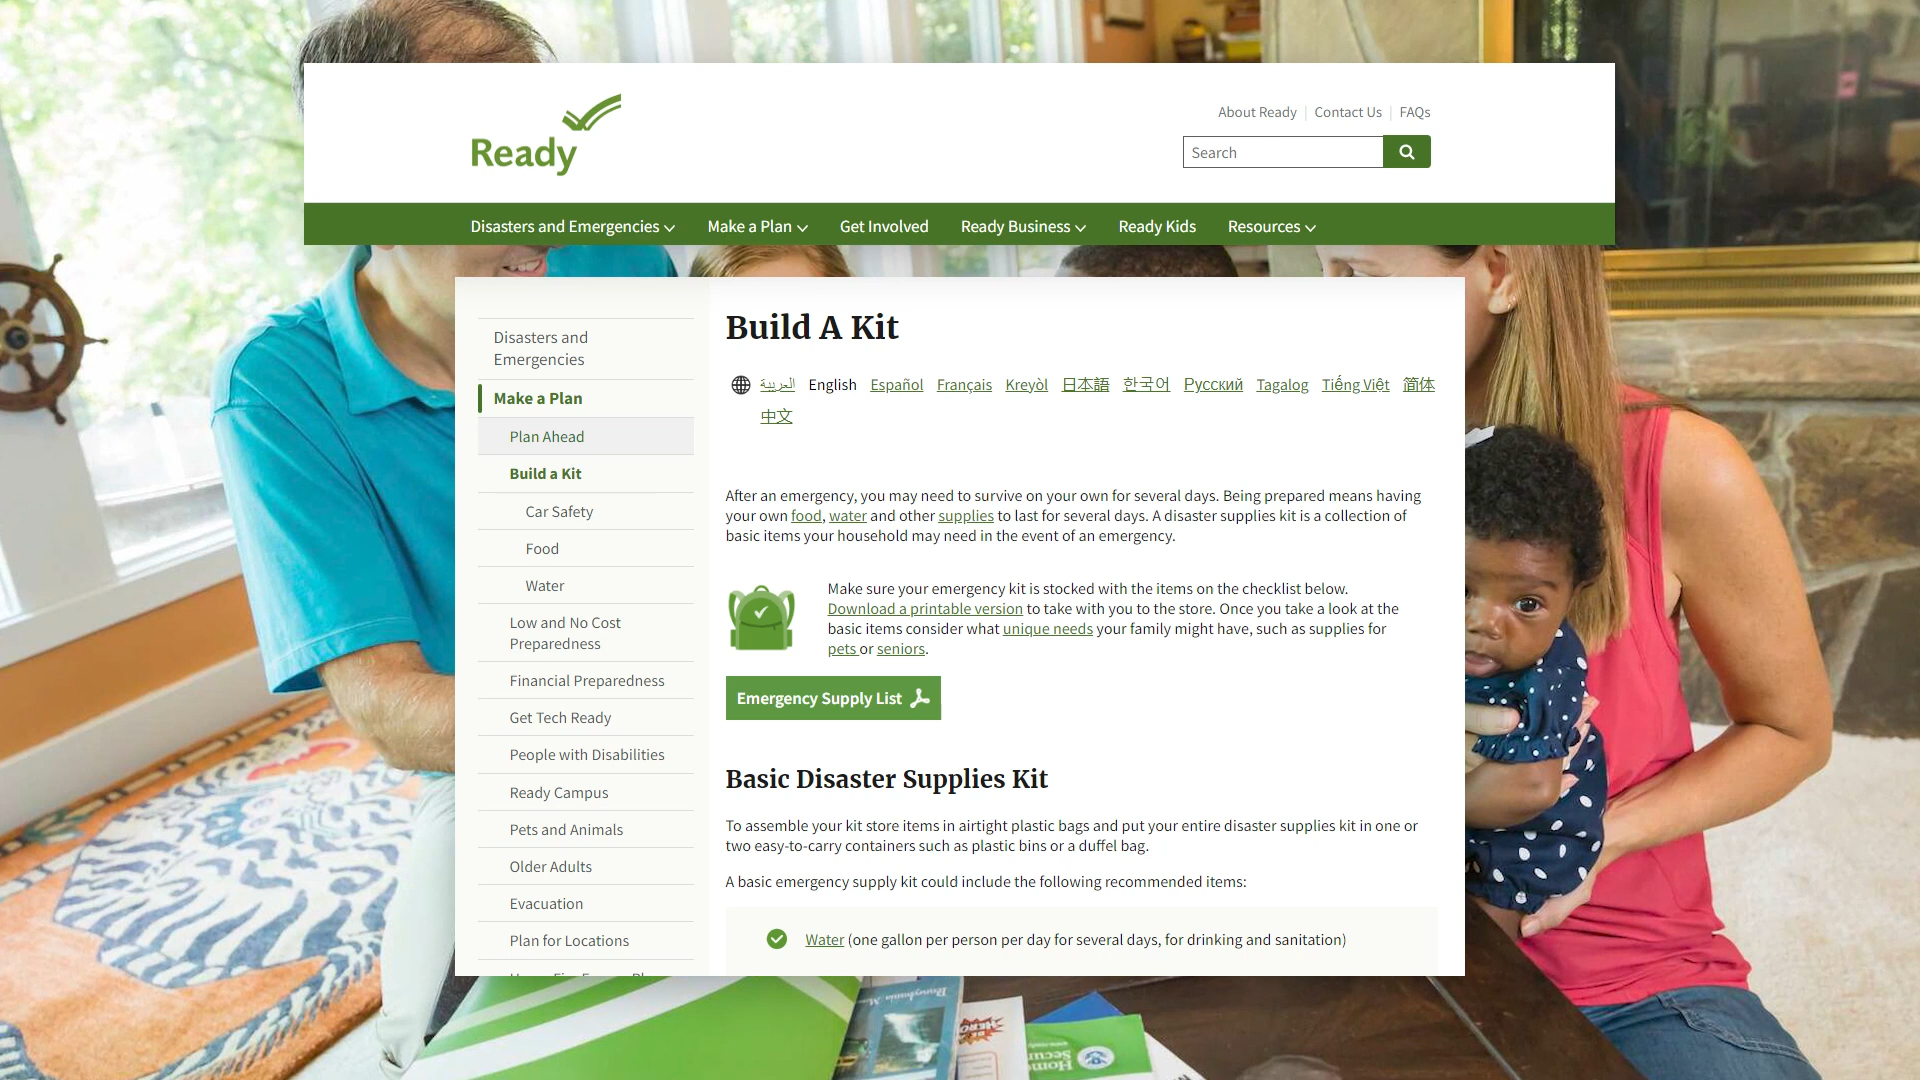 Ready
About Ready | Contact Us | FAQs
Search
Disasters and Emergencies Make a Plan Get Involved Ready Business Ready Kids Resources
Disasters and
Emergencies
Make a Plan
Plan Ahead
Build a Kit
Car Safety
Food
Water
Low and No Cost
Preparedness
Financial Preparedness
Get Tech Ready
People with Disabilities
Ready Campus
Pets and Animals
Older Adults
Evacuation
Plan for Locations
Build A Kit
العربية English Español Français Kreyòl 日本語 한국어 Русский Tagalog Tiếng Việt 简体
中文
After an emergency, you may need to survive on your own for several days. Being prepared means having
your own food, water and other supplies to last for several days. A disaster supplies kit is a collection of
basic items your household may need in the event of an emergency.
Make sure your emergency kit is stocked with the items on the checklist below.
Download a printable version to take with you to the store. Once you take a look at the
basic items consider what unique needs your family might have, such as supplies for
pets or seniors.
Emergency Supply List
Basic Disaster Supplies Kit
To assemble your kit store items in airtight plastic bags and put your entire disaster supplies kit in one or
two easy-to-carry containers such as plastic bins or a duffel bag.
A basic emergency supply kit could include the following recommended items:
Water (one gallon per person per day for several days, for drinking and sanitation)